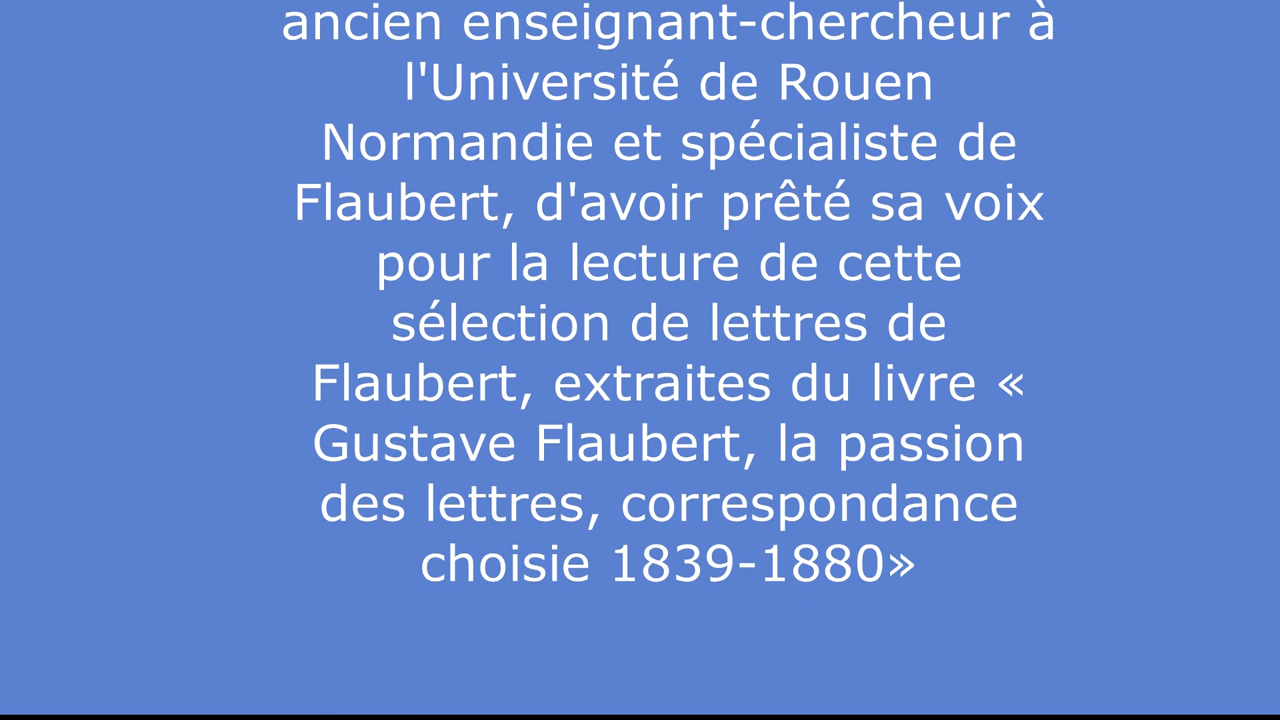 ancien enseignant-chercheur à
l'Université de Rouen
Normandie et spécialiste de
Flaubert, d'avoir prêté sa voix
pour la lecture de cette
sélection de lettres de
Flaubert, extraites du livre «
Gustave Flaubert, la passion
des lettres, correspondance
choisie 1839-1880»